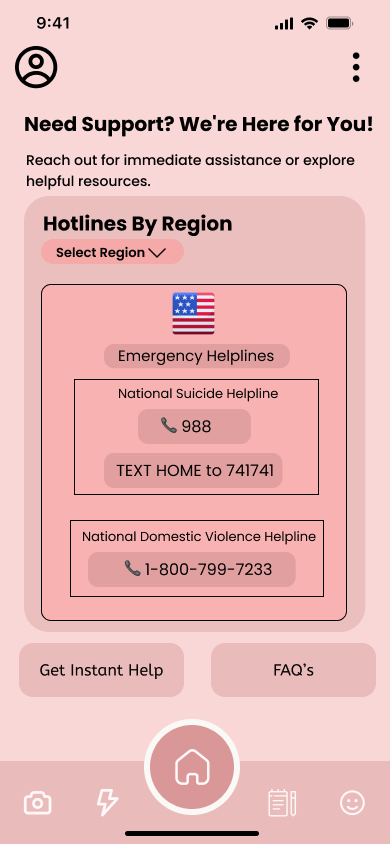 9:41
Need Support? We're Here for You!
Reach out for immediate assistance or explore
helpful resources.
Hotlines By Region
Select Region
Emergency Helplines
National Suicide Helpline
988
TEXT HOME to 741741
National Domestic Violence Helpline
1-800-799-7233
Get Instant Help
FAQ's